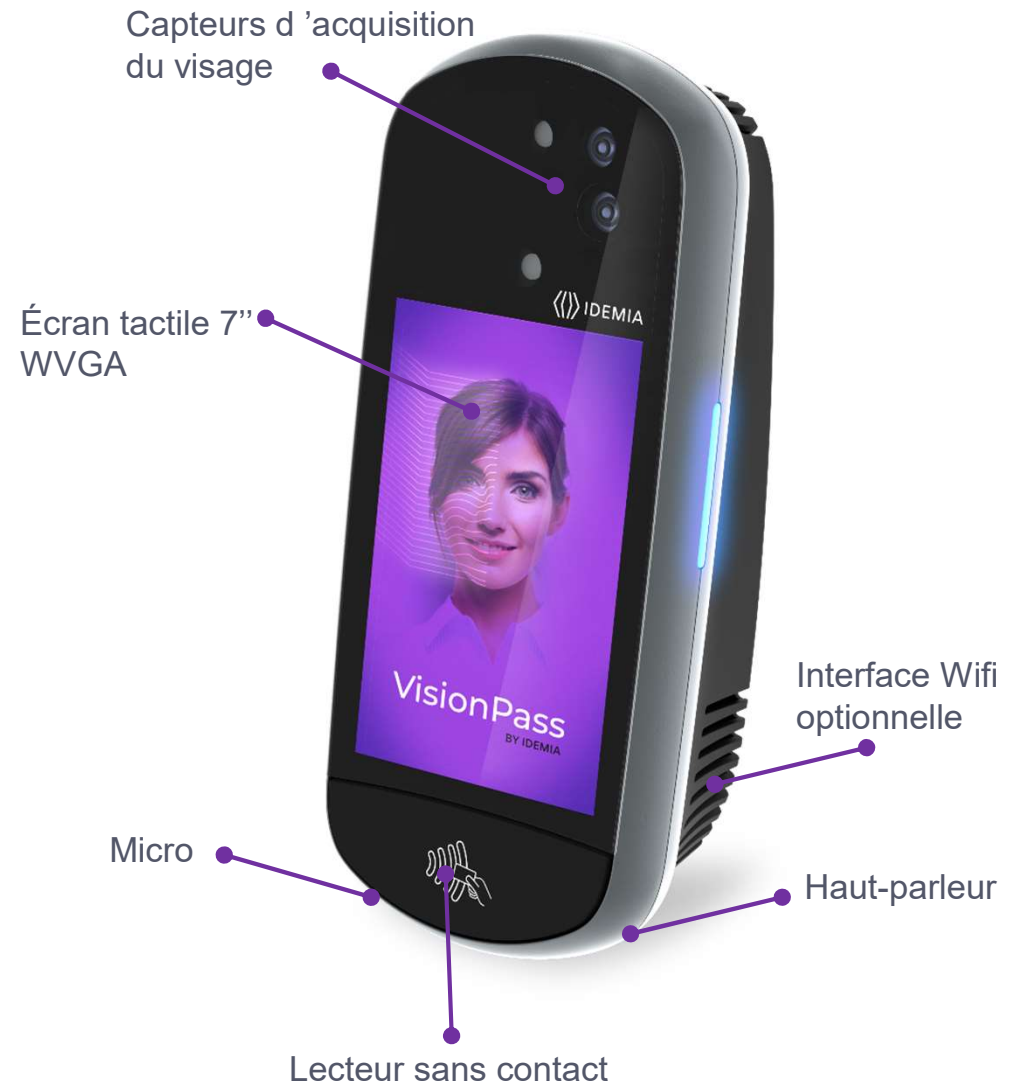 Capteurs d ’acquisition
du visage
IDEMIA
Écran tactile 7’’
WVGA
VisionPass
BY IDEMIA
Interface Wifi
optionnelle
Micro
Haut-parleur
Lecteur sans contact